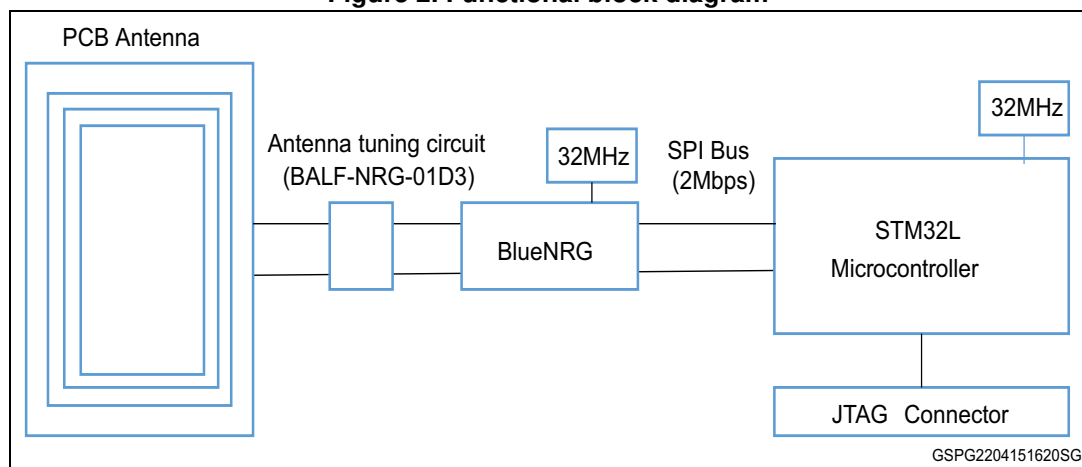 Figure 2. Functional block diagram
PCB Antenna
Antenna tuning circuit
(BALF-NRG-01D3)
32MHz
BlueNRG
SPI Bus
(2Mbps)
32MHz
STM32L
Microcontroller
JTAG Connector
GSPG2204151620SG